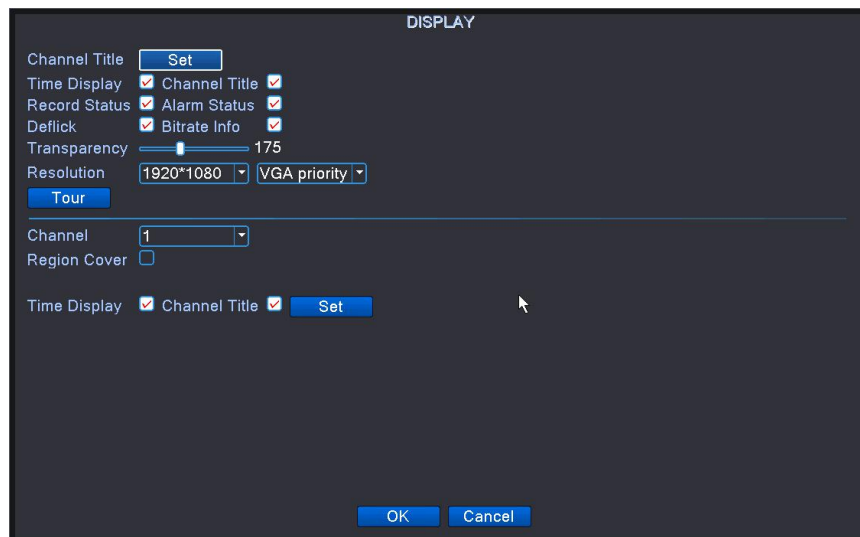 DISPLAY
Channel Title Set
Time Display Channel Title
Record Status Alarm Status
Deflick Bitrate Info
Transparency 175
Resolution 1920*1080 VGA priority
Tour
Channel 1
Region Cover
Time Display Channel Title Set
OK Cancel